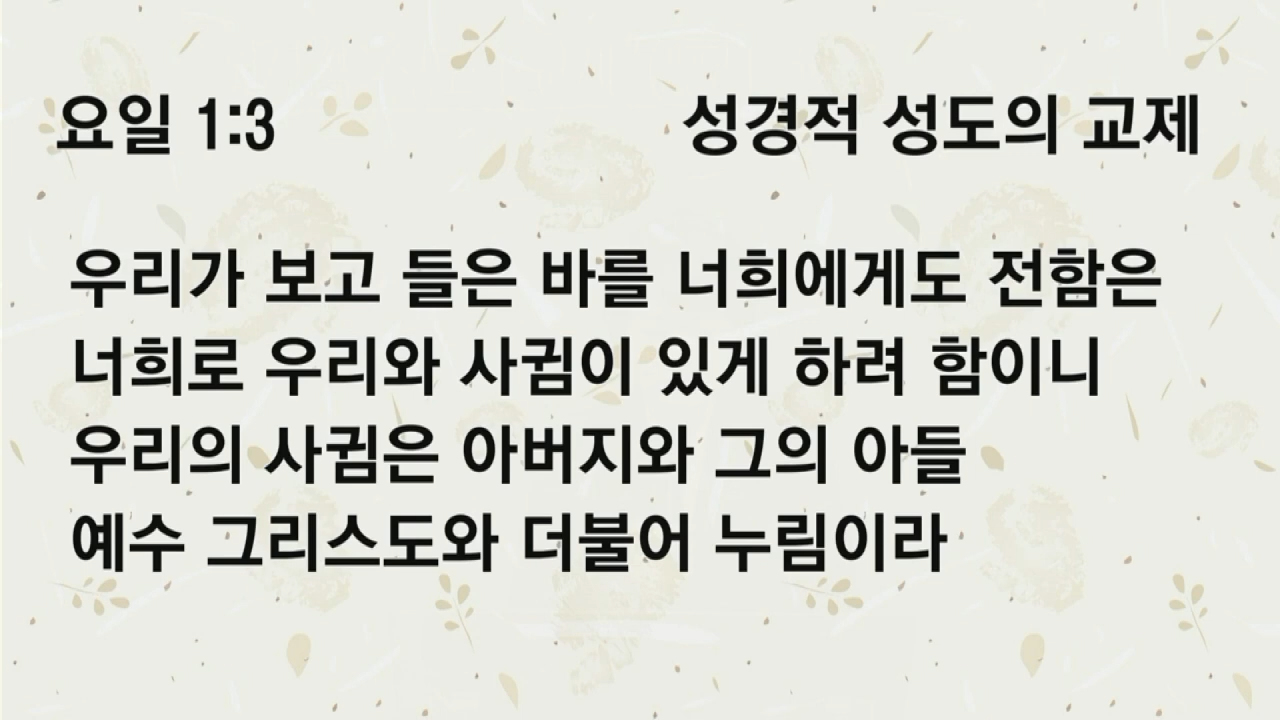 요일 1:3 성경적 성도의 교제
우리가 보고 들은 바를 너희에게도 전함은
너희로 우리와 사귐이 있게 하려 함이니
우리의 사귐은 아버지와 그의 아들
예수 그리스도와 더불어 누림이라